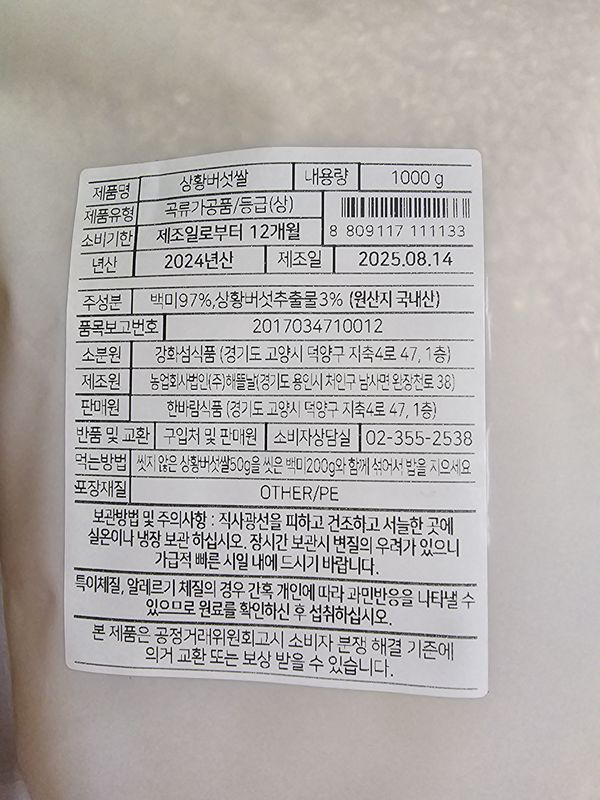 제품명 상황버섯쌀 내용량 1000 g
제품유형 곡류가공품/등급(상)
소비기한 제조일로부터 12개월 8 809117 111133
년산 2024년산 제조일 2025.08.14
주성분 백미97%,상황버섯추출물3% (원산지 국내산)
품목보고번호 2017034710012
소분원 강화섬식품 (경기도 고양시 덕양구 지축4로 47, 1층)
제조원 농업회사법인(주)해뜰날(경기도 용인시 처인구 남사면 완장천로 38)
판매원 한바람식품 (경기도 고양시 덕양구 지축4로 47, 1층)
반품 및 교환 구입처 및 판매원 소비자상담실 02-355-2538
먹는방법 씻지 않은 상황버섯쌀50g을 씻은 백미200g와 함께 섞어서 밥을 지으세요
포장재질 OTHER/PE
보관방법 및 주의사항 : 직사광선을 피하고 건조하고 서늘한 곳에
실온이나 냉장 보관 하십시오. 장시간 보관시 변질의 우려가 있으니
가급적 빠른 시일 내에 드시기 바랍니다.
특이체질, 알레르기 체질의 경우 간혹 개인에 따라 과민반응을 나타낼 수
있으므로 원료를 확인하신 후 섭취하십시오.
본 제품은 공정거래위원회고시 소비자 분쟁 해결 기준에
의거 교환 또는 보상 받을 수 있습니다.